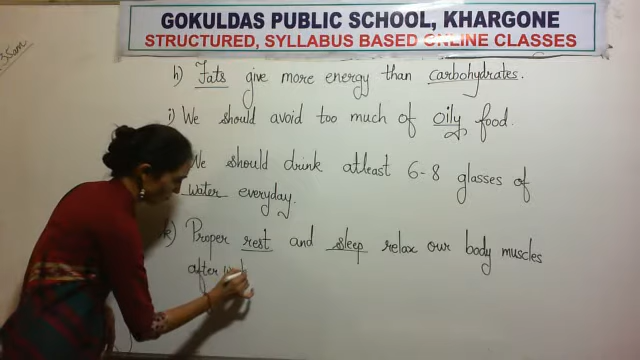 GOKULDAS PUBLIC SCHOOL, KHARGONE
STRUCTURED, SYLLABUS BASED ONLINE CLASSES
h) Fats give more energy than carbohydrates.
i) We should avoid too much of oily food.
We should drink atleast 6-8 glasses of
water everyday.
k) Proper rest and sleep relax our body muscles
after